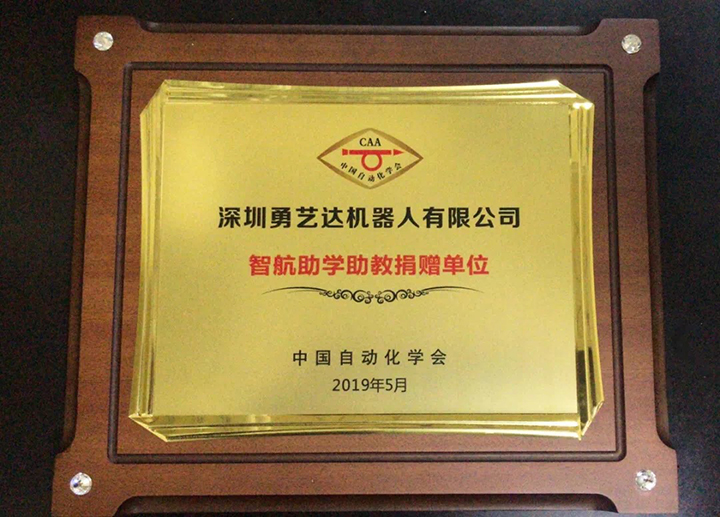 CAA
中国自动化学会
深圳勇艺达机器人有限公司
智航助学助教捐赠单位
中国自动化学会
2019年5月